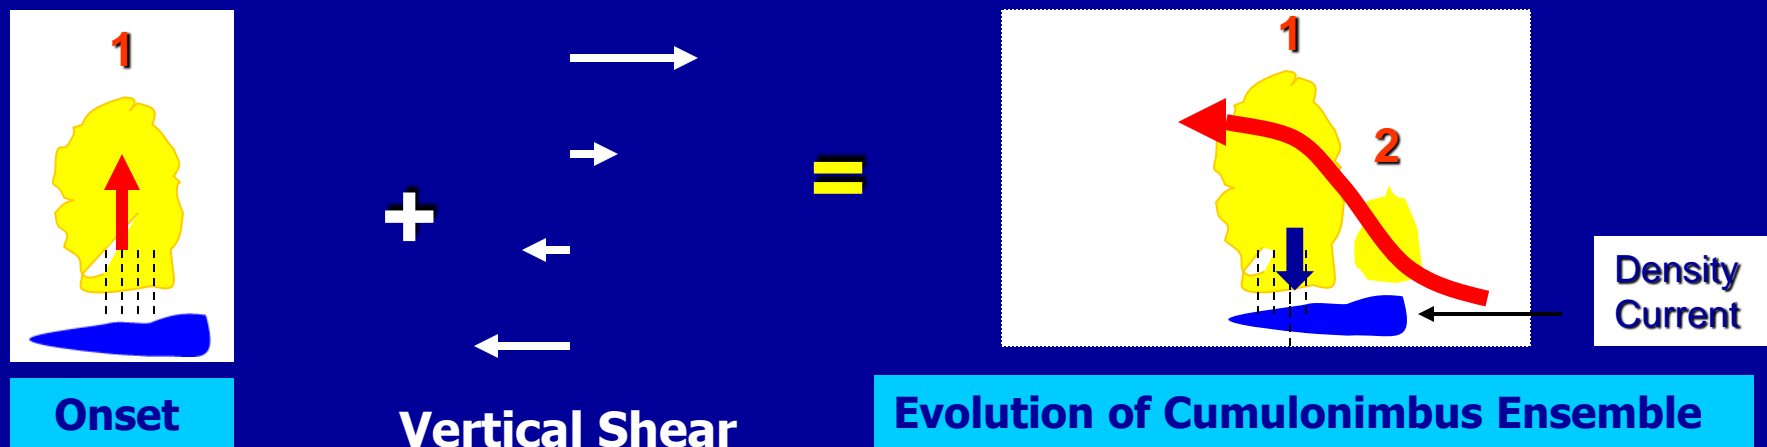 1
Onset
+
Vertical Shear
=
1
2
Density
Current
Evolution of Cumulonimbus Ensemble